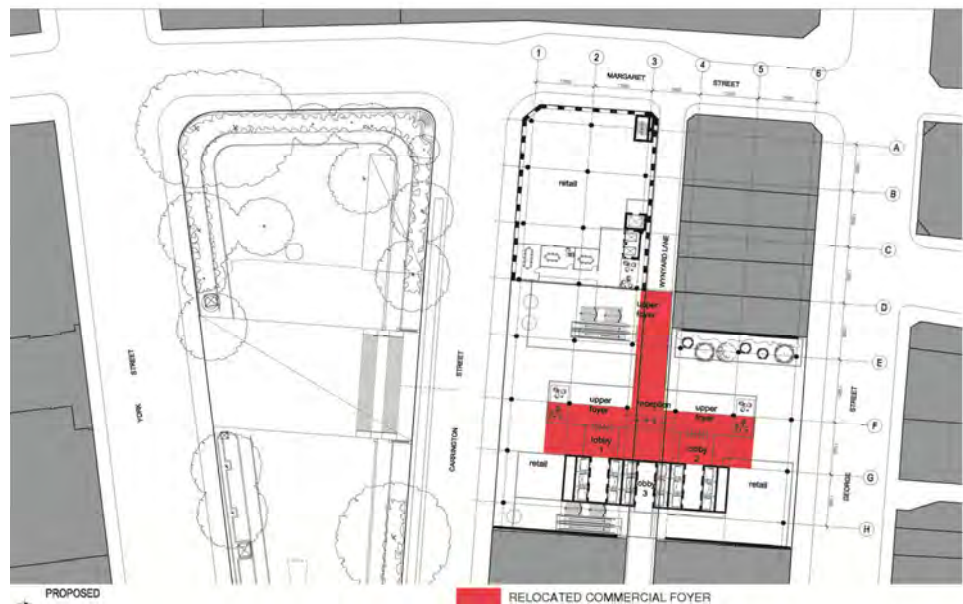 1
2
3
4
5
6
MARGARET
STREET
A
B
C
D
E
F
G
H
retail
WYNYARD LANE
upper
foyer
YORK
STREET
CARRINGTON
STREET
GEORGE
STREET
upper
foyer
reception
upper
foyer
lobby
1
lobby
2
lobby
3
retail
retail
PROPOSED
RELOCATED COMMERCIAL FOYER